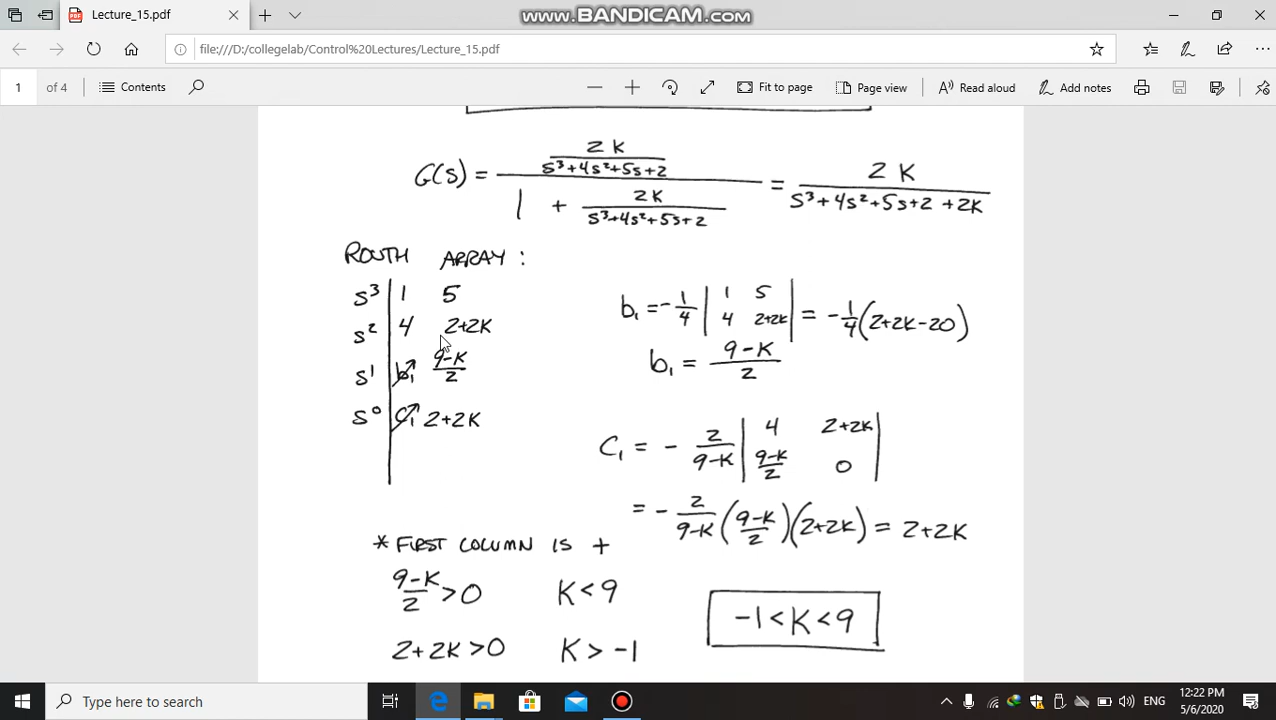 Lecture_15.pdf
www.BANDICAM.com
file:///D:/collegelab/Control%20Lectures/Lecture_15.pdf
1 of 4 Contents Fit to page Page view Read aloud Add notes
G(s) = (2K/(s³+4s²+5s+2))/(1 + 2K/(s³+4s²+5s+2)) = 2K/(s³+4s²+5s+2+2K)
ROUTH ARRAY :
s³ | 1 5
s² | 4 2+2K
s¹ | b₁ (9-K)/2
s⁰ | c₁ 2+2K
b₁ = -1/4 | 1 5 ; 4 2+2K | = -1/4(2+2K-20)
b₁ = (9-K)/2
C₁ = - 2/(9-K) | 4 2+2K ; (9-K)/2 0 |
= - 2/(9-K) ((9-K)/2)(2+2K) = 2+2K
* FIRST COLUMN IS +
(9-K)/2 > 0 K < 9
2+2K > 0 K > -1
-1 < K < 9
Type here to search
ENG
12:22 PM
5/6/2020